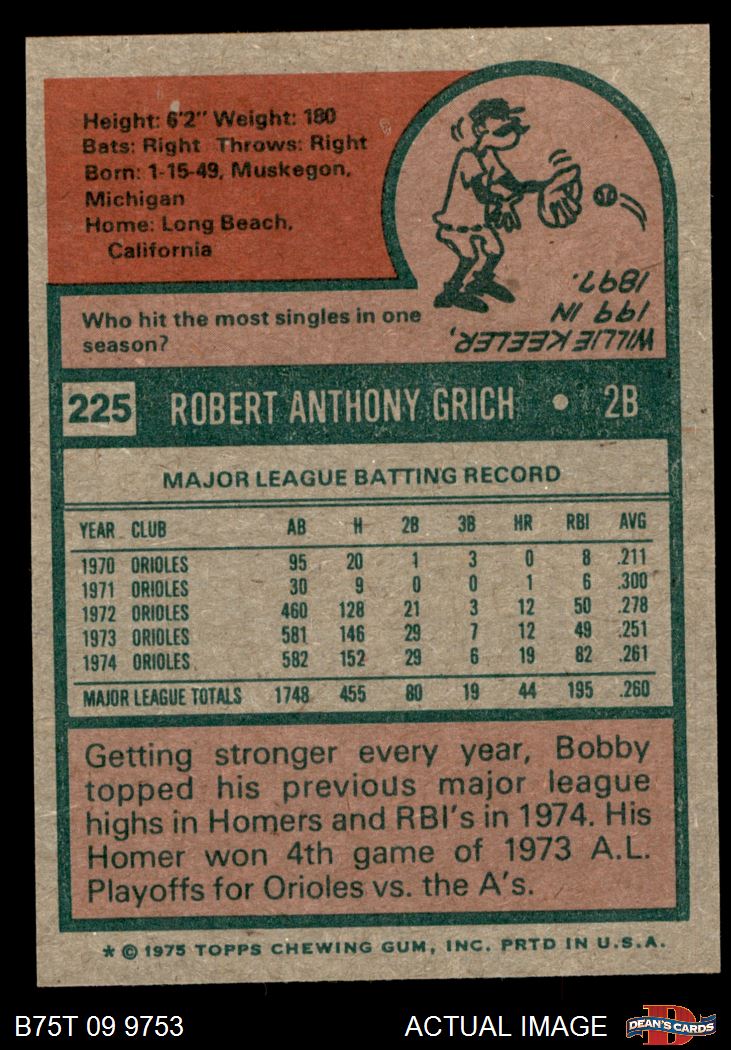 Height: 6'2" Weight: 180
Bats: Right Throws: Right
Born: 1-15-49, Muskegon,
Michigan
Home: Long Beach,
California
Who hit the most singles in one
season?
WILLIE KEELER,
199 IN
1897.
225 ROBERT ANTHONY GRICH • 2B
MAJOR LEAGUE BATTING RECORD
YEAR CLUB AB H 2B 3B HR RBI AVG
1970 ORIOLES 95 20 1 3 0 8 .211
1971 ORIOLES 30 9 0 0 1 6 .300
1972 ORIOLES 460 128 21 3 12 50 .278
1973 ORIOLES 581 146 29 7 12 49 .251
1974 ORIOLES 582 152 29 6 19 82 .261
MAJOR LEAGUE TOTALS 1748 455 80 19 44 195 .260
Getting stronger every year, Bobby
topped his previous major league
highs in Homers and RBI's in 1974. His
Homer won 4th game of 1973 A.L.
Playoffs for Orioles vs. the A's.
* © 1975 TOPPS CHEWING GUM, INC. PRTD IN U.S.A.
B75T 09 9753 ACTUAL IMAGE D DEAN'S CARDS